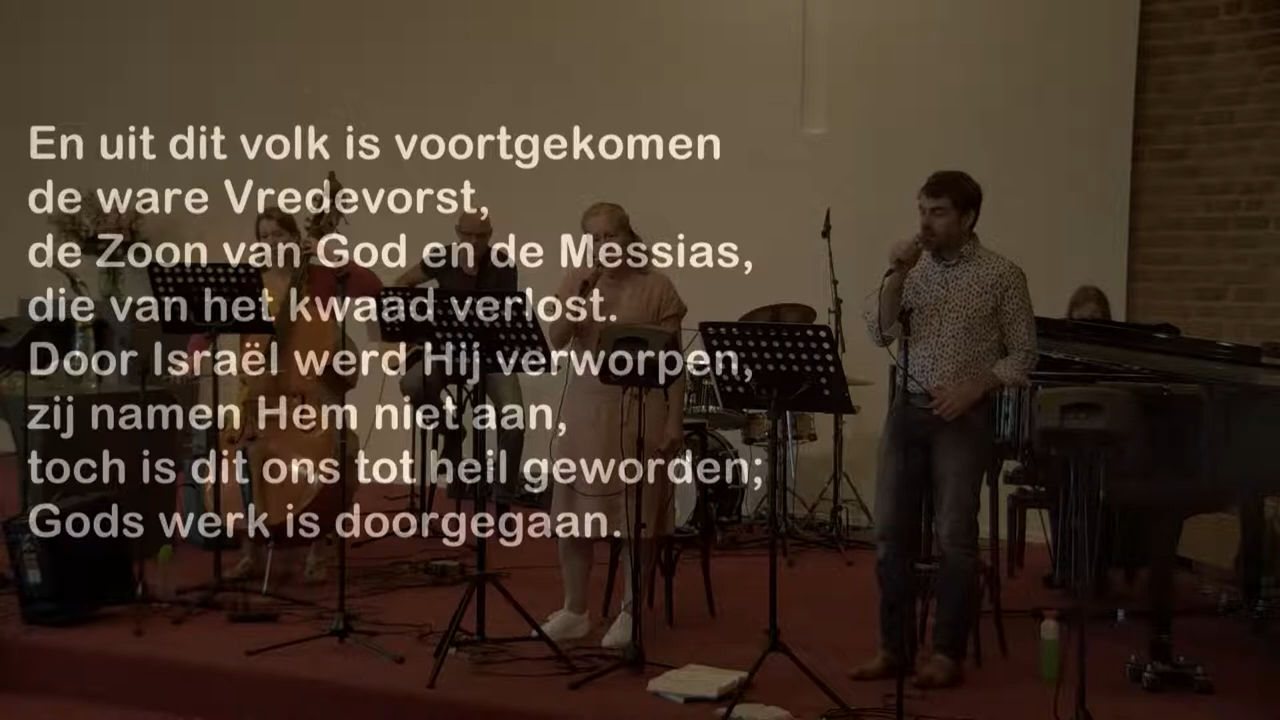 En uit dit volk is voortgekomen
de ware Vredevorst,
de Zoon van God en de Messias,
die van het kwaad verlost.
Door Israël werd Hij verworpen,
zij namen Hem niet aan,
toch is dit ons tot heil geworden;
Gods werk is doorgegaan.